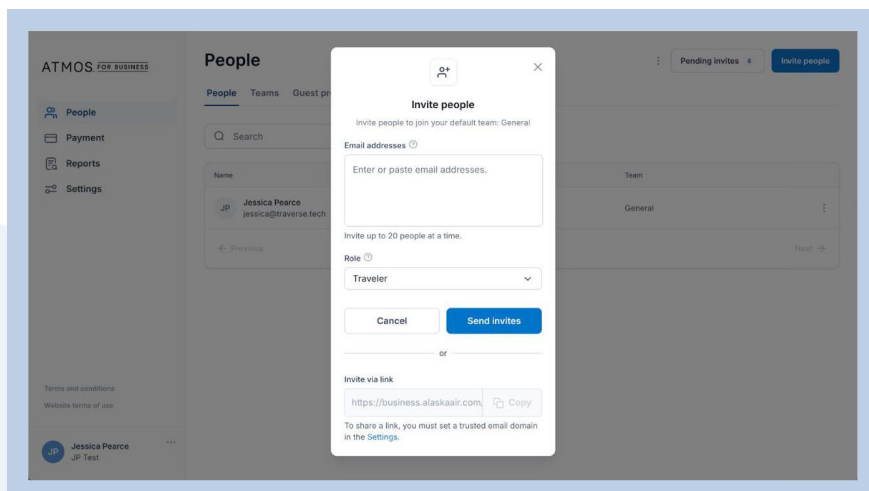 ATMOS FOR BUSINESS
People
Payment
Reports
Settings
Terms and conditions
Website terms of use
JP
Jessica Pearce
JP Test
People
Pending invites
Invite people
People Teams Guest
Search
Name
Team
JP
Jessica Pearce
jessica@traverse.tech
General
Previous
Next
Invite people
Invite people to join your default team: General
Email addresses
Enter or paste email addresses.
Invite up to 20 people at a time.
Role
Traveler
Cancel
Send invites
or
Invite via link
https://business.alaskaair.com
Copy
To share a link, you must set a trusted email domain
in the Settings.